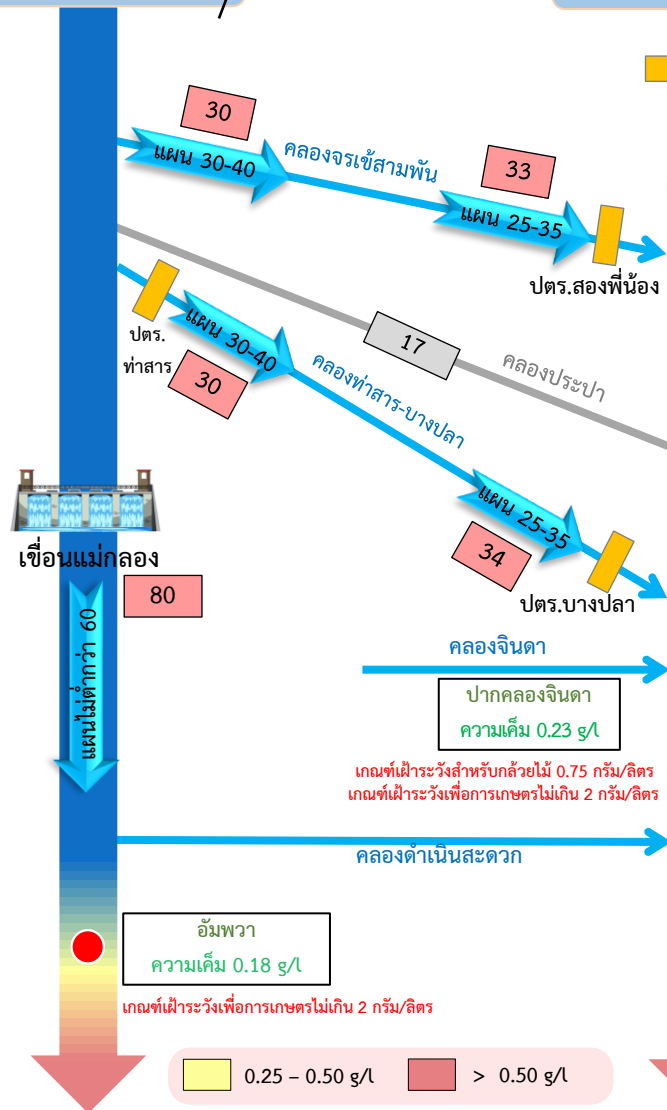 30
แผน 30-40
คลองจรเข้สามพัน
33
แผน 25-35
ปตร.สองพี่น้อง
ปตร.
ท่าสาร
แผน 30-40
30
17
คลองประปา
คลองท่าสาร-บางปลา
แผน 25-35
34
ปตร.บางปลา
เขื่อนแม่กลอง
80
แผนไม่ต่ำกว่า 60
คลองจินดา
ปากคลองจินดา
ความเค็ม 0.23 g/l
เกณฑ์เฝ้าระวังสำหรับกล้วยไม้ 0.75 กรัม/ลิตร
เกณฑ์เฝ้าระวังเพื่อการเกษตรไม่เกิน 2 กรัม/ลิตร
คลองดำเนินสะดวก
อัมพวา
ความเค็ม 0.18 g/l
เกณฑ์เฝ้าระวังเพื่อการเกษตรไม่เกิน 2 กรัม/ลิตร
0.25 – 0.50 g/l
> 0.50 g/l